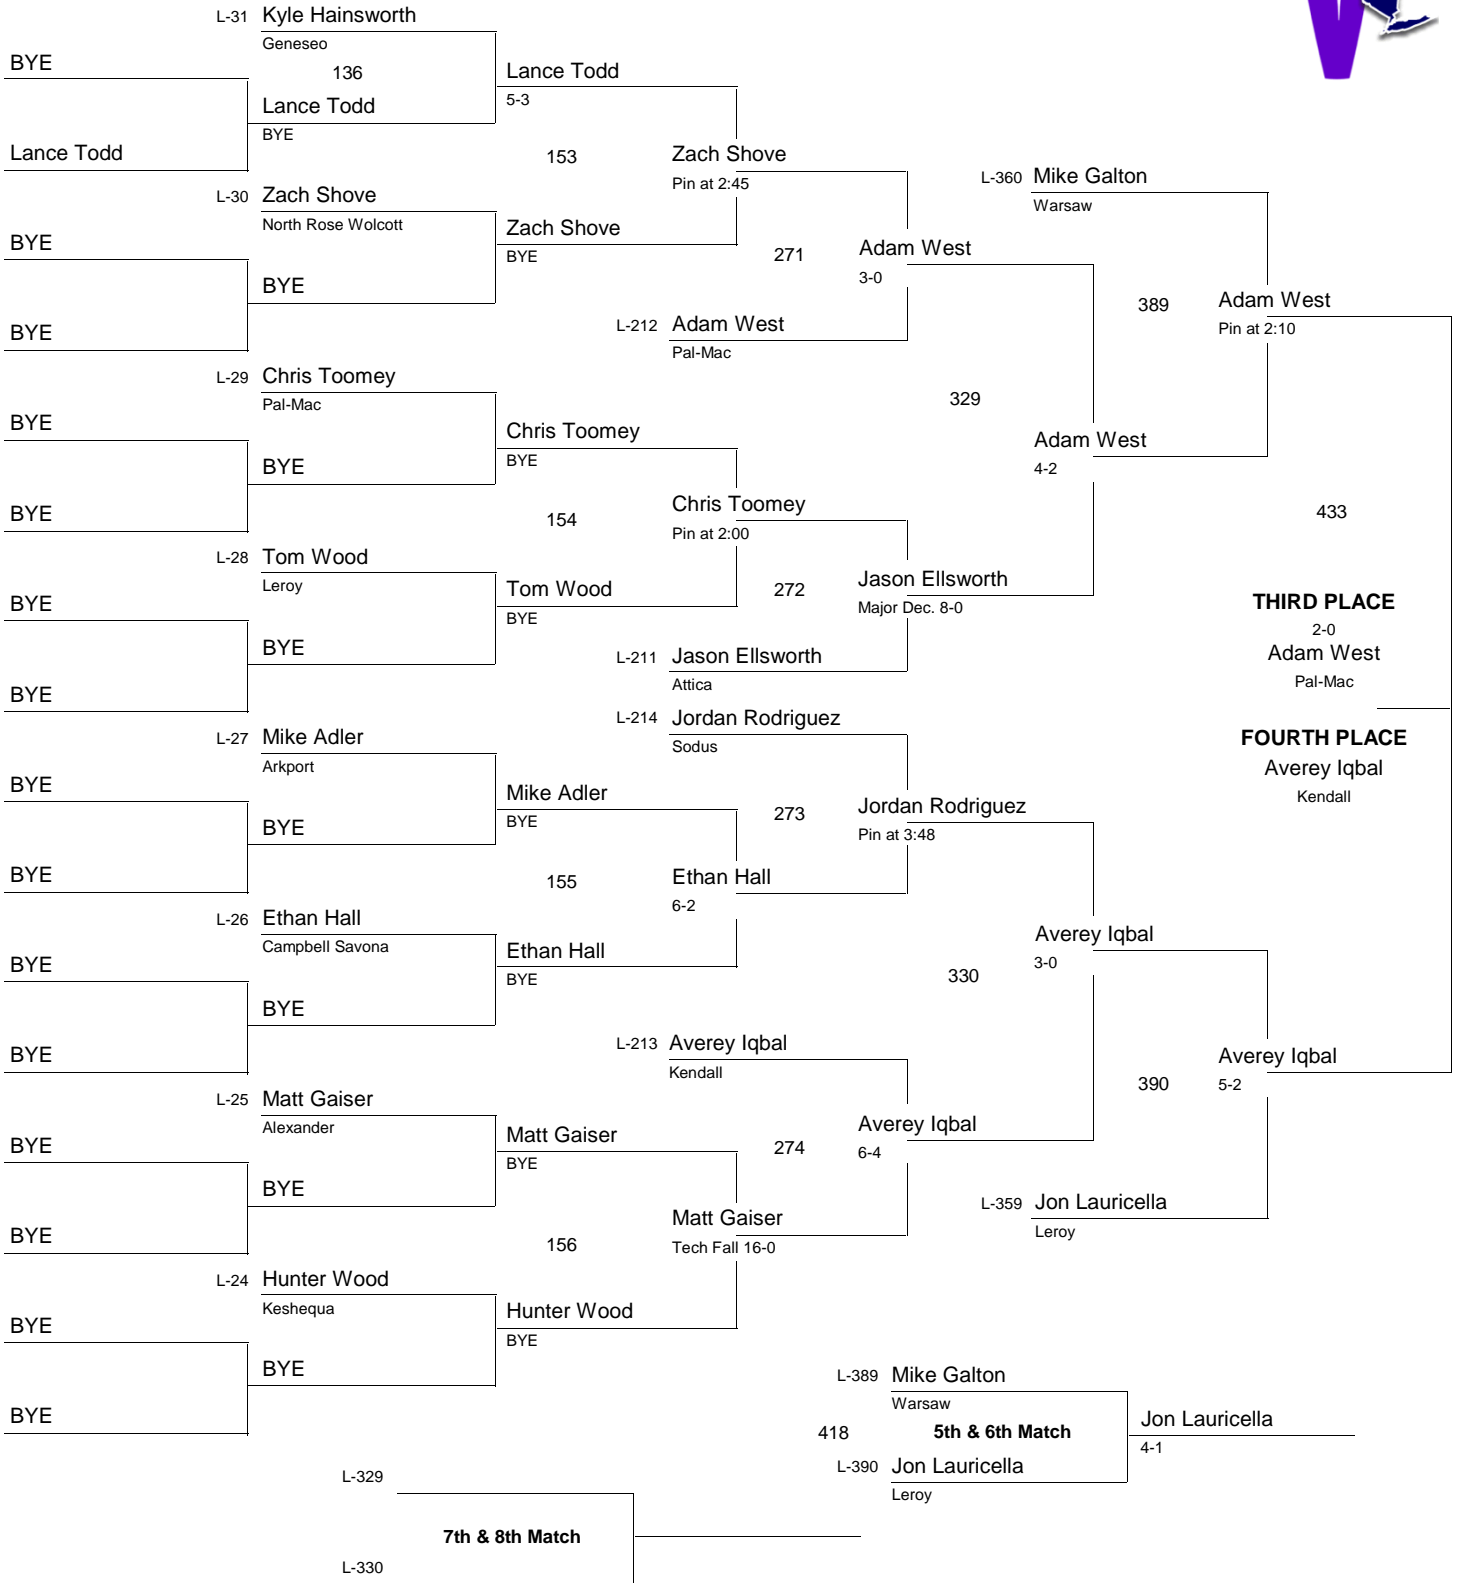 L-31 Kyle Hainsworth
Geneseo
BYE
136
Lance Todd
5-3
Lance Todd
BYE
Lance Todd
153
Zach Shove
Pin at 2:45
L-360 Mike Galton
Warsaw
L-30 Zach Shove
North Rose Wolcott
Zach Shove
BYE
BYE
271
Adam West
3-0
BYE
389
Adam West
Pin at 2:10
L-212 Adam West
Pal-Mac
BYE
L-29 Chris Toomey
Pal-Mac
329
BYE
Chris Toomey
BYE
Adam West
4-2
BYE
Chris Toomey
Pin at 2:00
BYE
154
433
L-28 Tom Wood
Leroy
Tom Wood
BYE
272
Jason Ellsworth
Major Dec. 8-0
BYE
THIRD PLACE
2-0
Adam West
Pal-Mac
BYE
L-211 Jason Ellsworth
Attica
BYE
L-214 Jordan Rodriguez
Sodus
L-27 Mike Adler
Arkport
FOURTH PLACE
Averey Iqbal
Kendall
BYE
Mike Adler
BYE
273
Jordan Rodriguez
Pin at 3:48
BYE
BYE
155
Ethan Hall
6-2
L-26 Ethan Hall
Campbell Savona
Averey Iqbal
3-0
BYE
Ethan Hall
BYE
330
BYE
L-213 Averey Iqbal
Kendall
BYE
390
Averey Iqbal
5-2
L-25 Matt Gaiser
Alexander
BYE
Matt Gaiser
BYE
274
Averey Iqbal
6-4
BYE
L-359 Jon Lauricella
Leroy
BYE
156
Matt Gaiser
Tech Fall 16-0
L-24 Hunter Wood
Keshequa
BYE
Hunter Wood
BYE
BYE
L-389 Mike Galton
Warsaw
BYE
418
5th & 6th Match
Jon Lauricella
4-1
L-390 Jon Lauricella
Leroy
L-329
7th & 8th Match
L-330